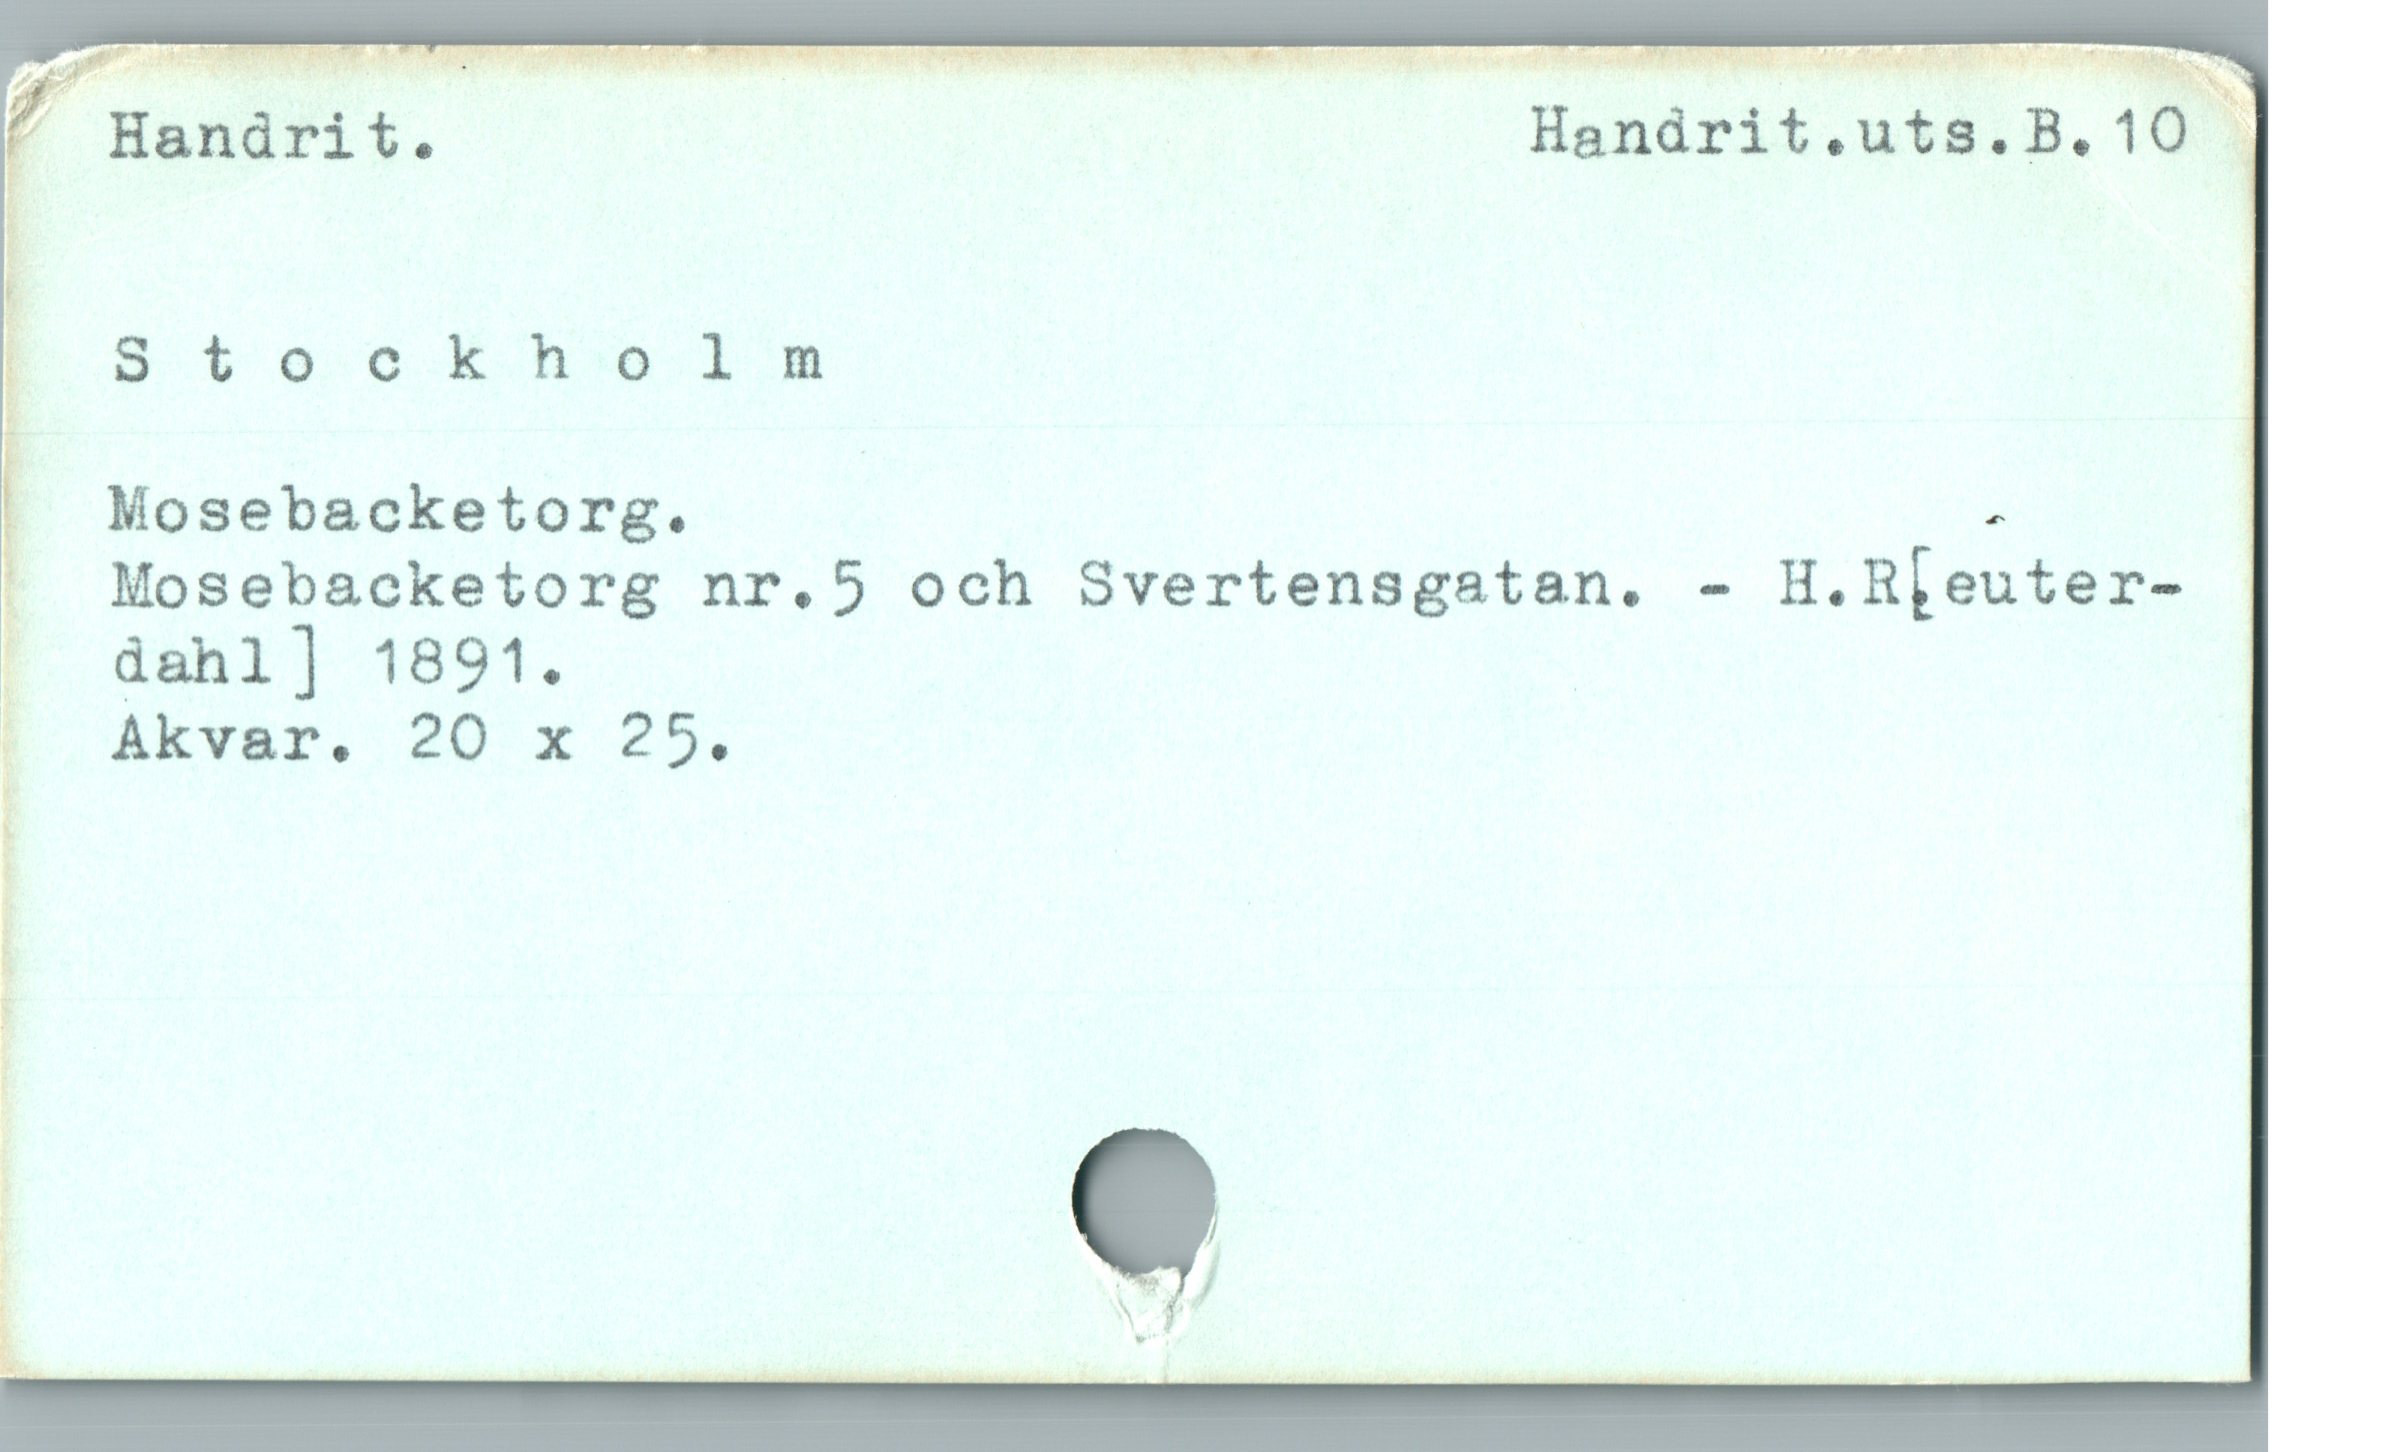 Handrit. Handrit.uts.B.10
S t o c k h o l m
Mosebacketorg.
Mosebacketorg nr.5 och Svertensgatan. - H.R[euter-
dahl] 1891.
Akvar. 20 x 25.